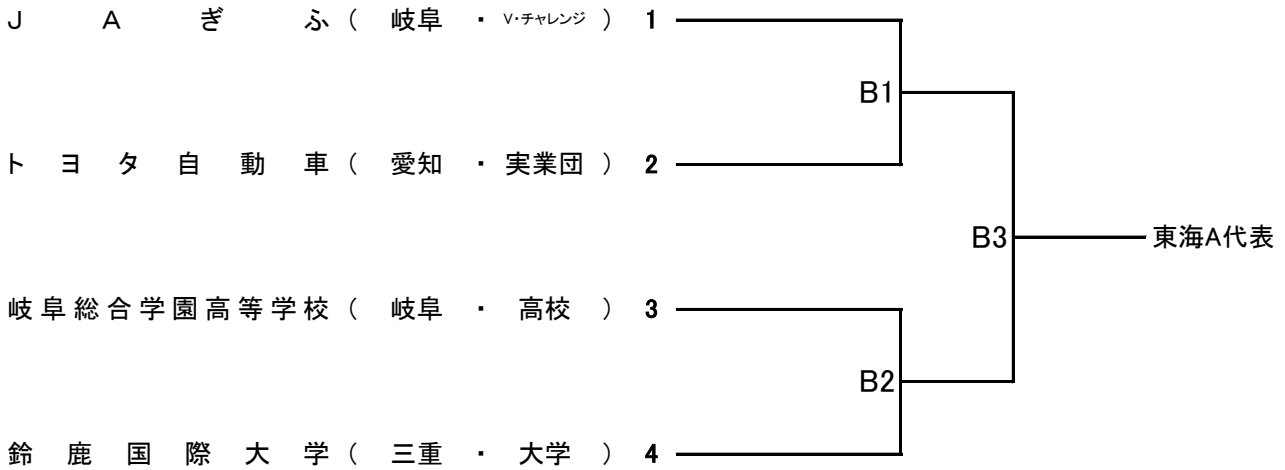 JAぎふ(岐阜・V・チャレンジ) 1
B1
トヨタ自動車(愛知・実業団) 2
B3 東海A代表
岐阜総合学園高等学校(岐阜・高校) 3
B2
鈴鹿国際大学(三重・大学) 4